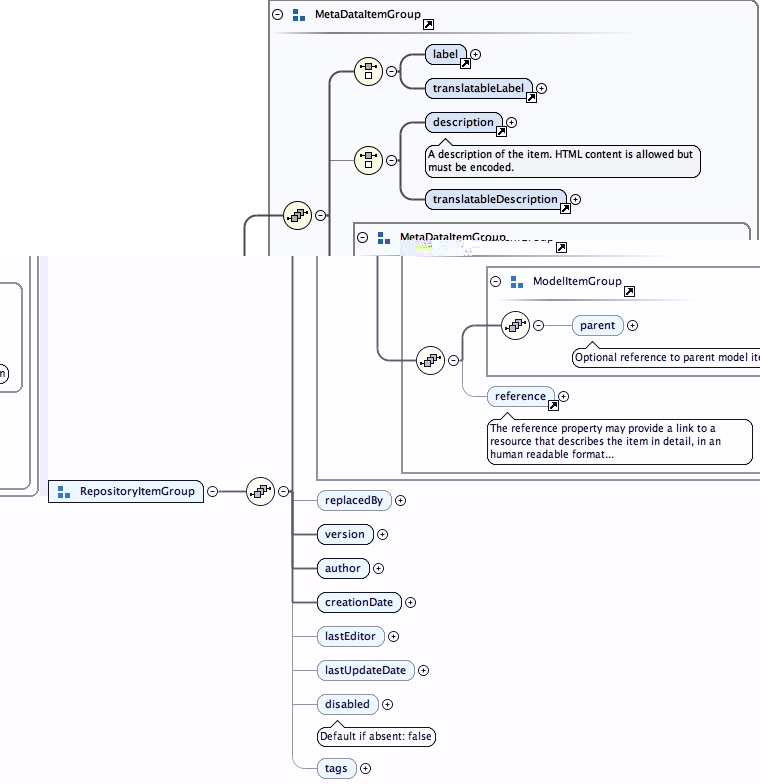 MetaDataItemGroup
label
translatableLabel
description
A description of the item. HTML content is allowed but
must be encoded.
translatableDescription
MetaDataItemGroup
ModelItemGroup
parent
Optional reference to parent model ite
reference
The reference property may provide a link to a
resource that describes the item in detail, in an
human readable format...
RepositoryItemGroup
replacedBy
version
author
creationDate
lastEditor
lastUpdateDate
disabled
Default if absent: false
tags